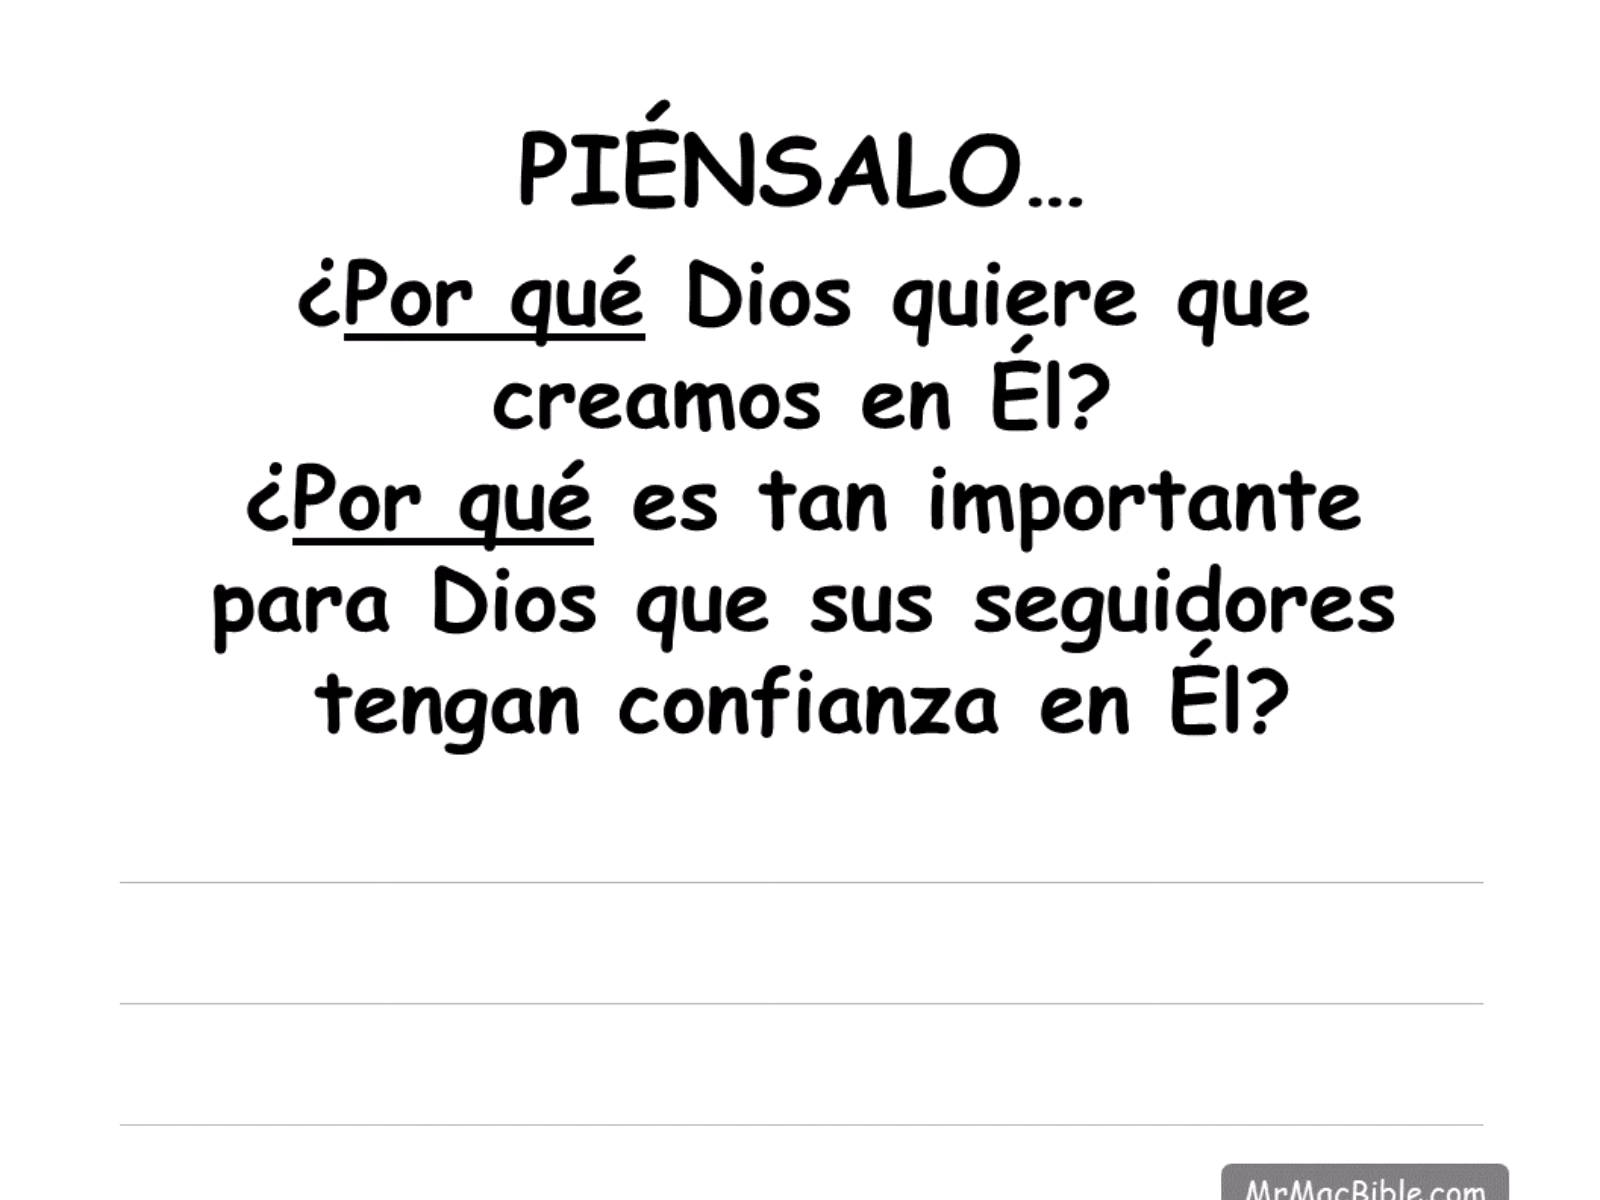 PIÉNSALO...
¿Por qué Dios quiere que
creamos en Él?
¿Por qué es tan importante
para Dios que sus seguidores
tengan confianza en Él?
MrMacBible.com